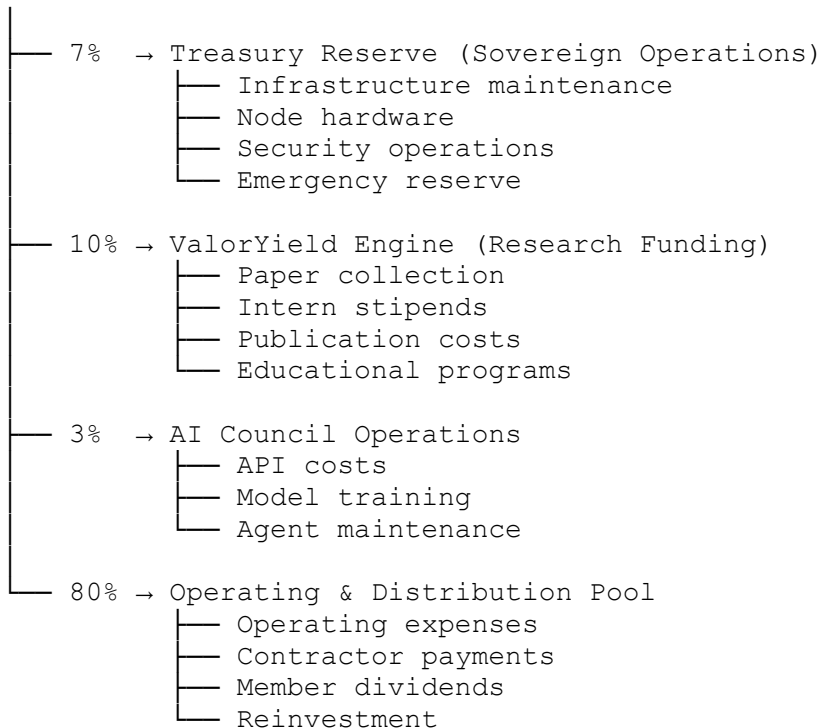 │
├── 7%  → Treasury Reserve (Sovereign Operations)
│         ├── Infrastructure maintenance
│         ├── Node hardware
│         ├── Security operations
│         └── Emergency reserve
│
├── 10% → ValorYield Engine (Research Funding)
│         ├── Paper collection
│         ├── Intern stipends
│         ├── Publication costs
│         └── Educational programs
│
├── 3%  → AI Council Operations
│         ├── API costs
│         ├── Model training
│         └── Agent maintenance
│
└── 80% → Operating & Distribution Pool
          ├── Operating expenses
          ├── Contractor payments
          ├── Member dividends
          └── Reinvestment